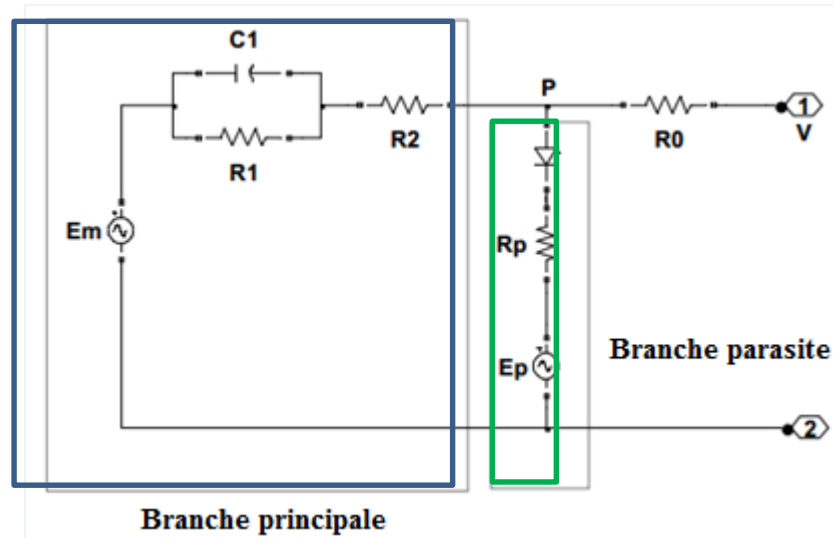 C1
R1
R2
P
R0
1
V
Em
Rp
Ep
Branche parasite
2
Branche principale